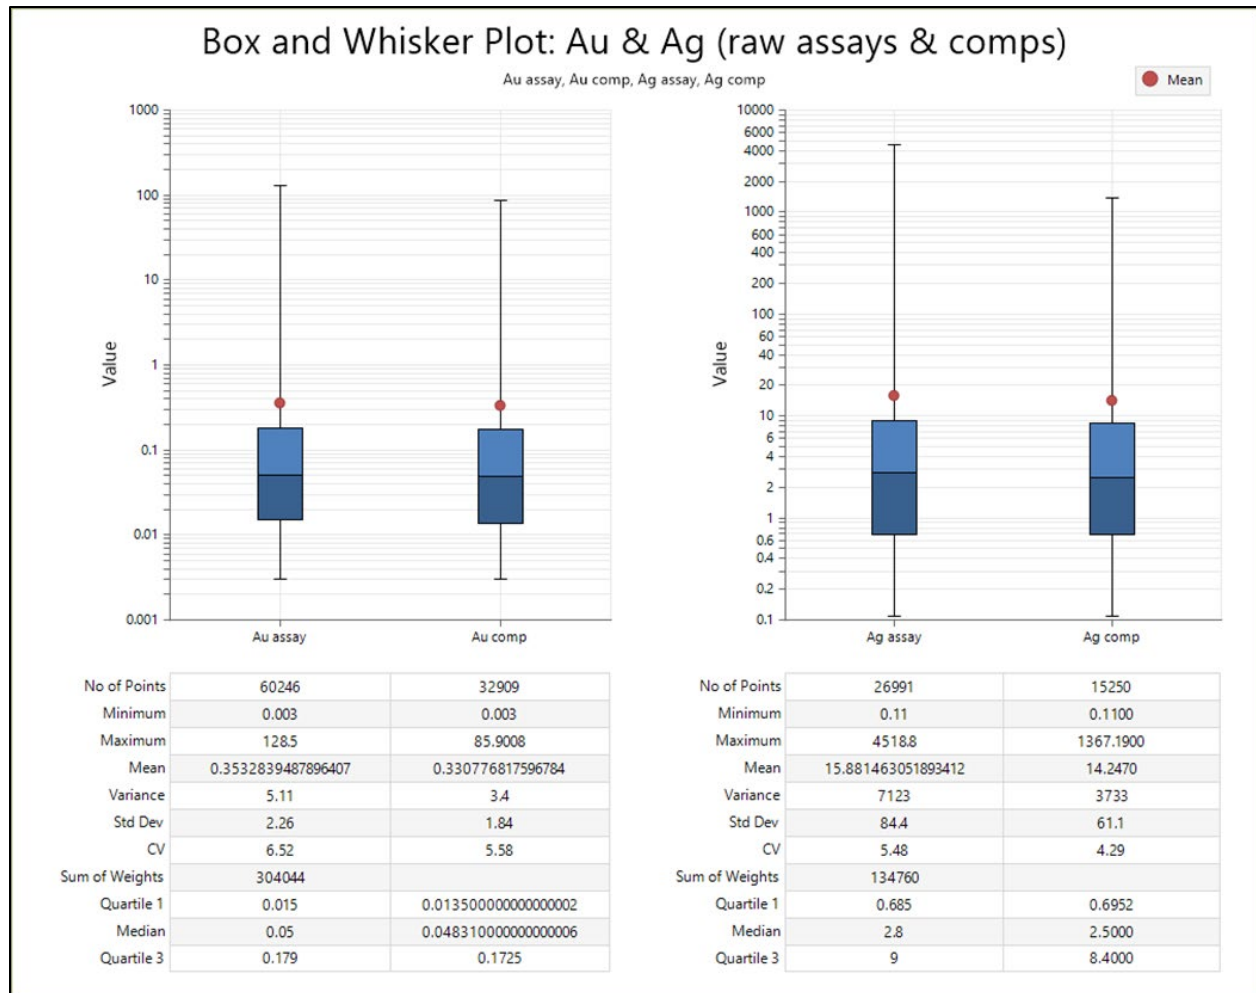 Box and Whisker Plot: Au & Ag (raw assays & comps)
Au assay, Au comp, Ag assay, Ag comp
Mean
Value
1000
100
10
1
0.1
0.01
0.001
Au assay Au comp
Value
10000
6000
4000
2000
1000
600
400
200
100
60
40
20
10
6
4
2
1
0.6
0.4
0.2
0.1
Ag assay Ag comp
No of Points 60246 32909
Minimum 0.003 0.003
Maximum 128.5 85.9008
Mean 0.3532839487896407 0.330776817596784
Variance 5.11 3.4
Std Dev 2.26 1.84
CV 6.52 5.58
Sum of Weights 304044
Quartile 1 0.015 0.013500000000000002
Median 0.05 0.048310000000000006
Quartile 3 0.179 0.1725
No of Points 26991 15250
Minimum 0.11 0.1100
Maximum 4518.8 1367.1900
Mean 15.881463051893412 14.2470
Variance 7123 3733
Std Dev 84.4 61.1
CV 5.48 4.29
Sum of Weights 134760
Quartile 1 0.685 0.6952
Median 2.8 2.5000
Quartile 3 9 8.4000